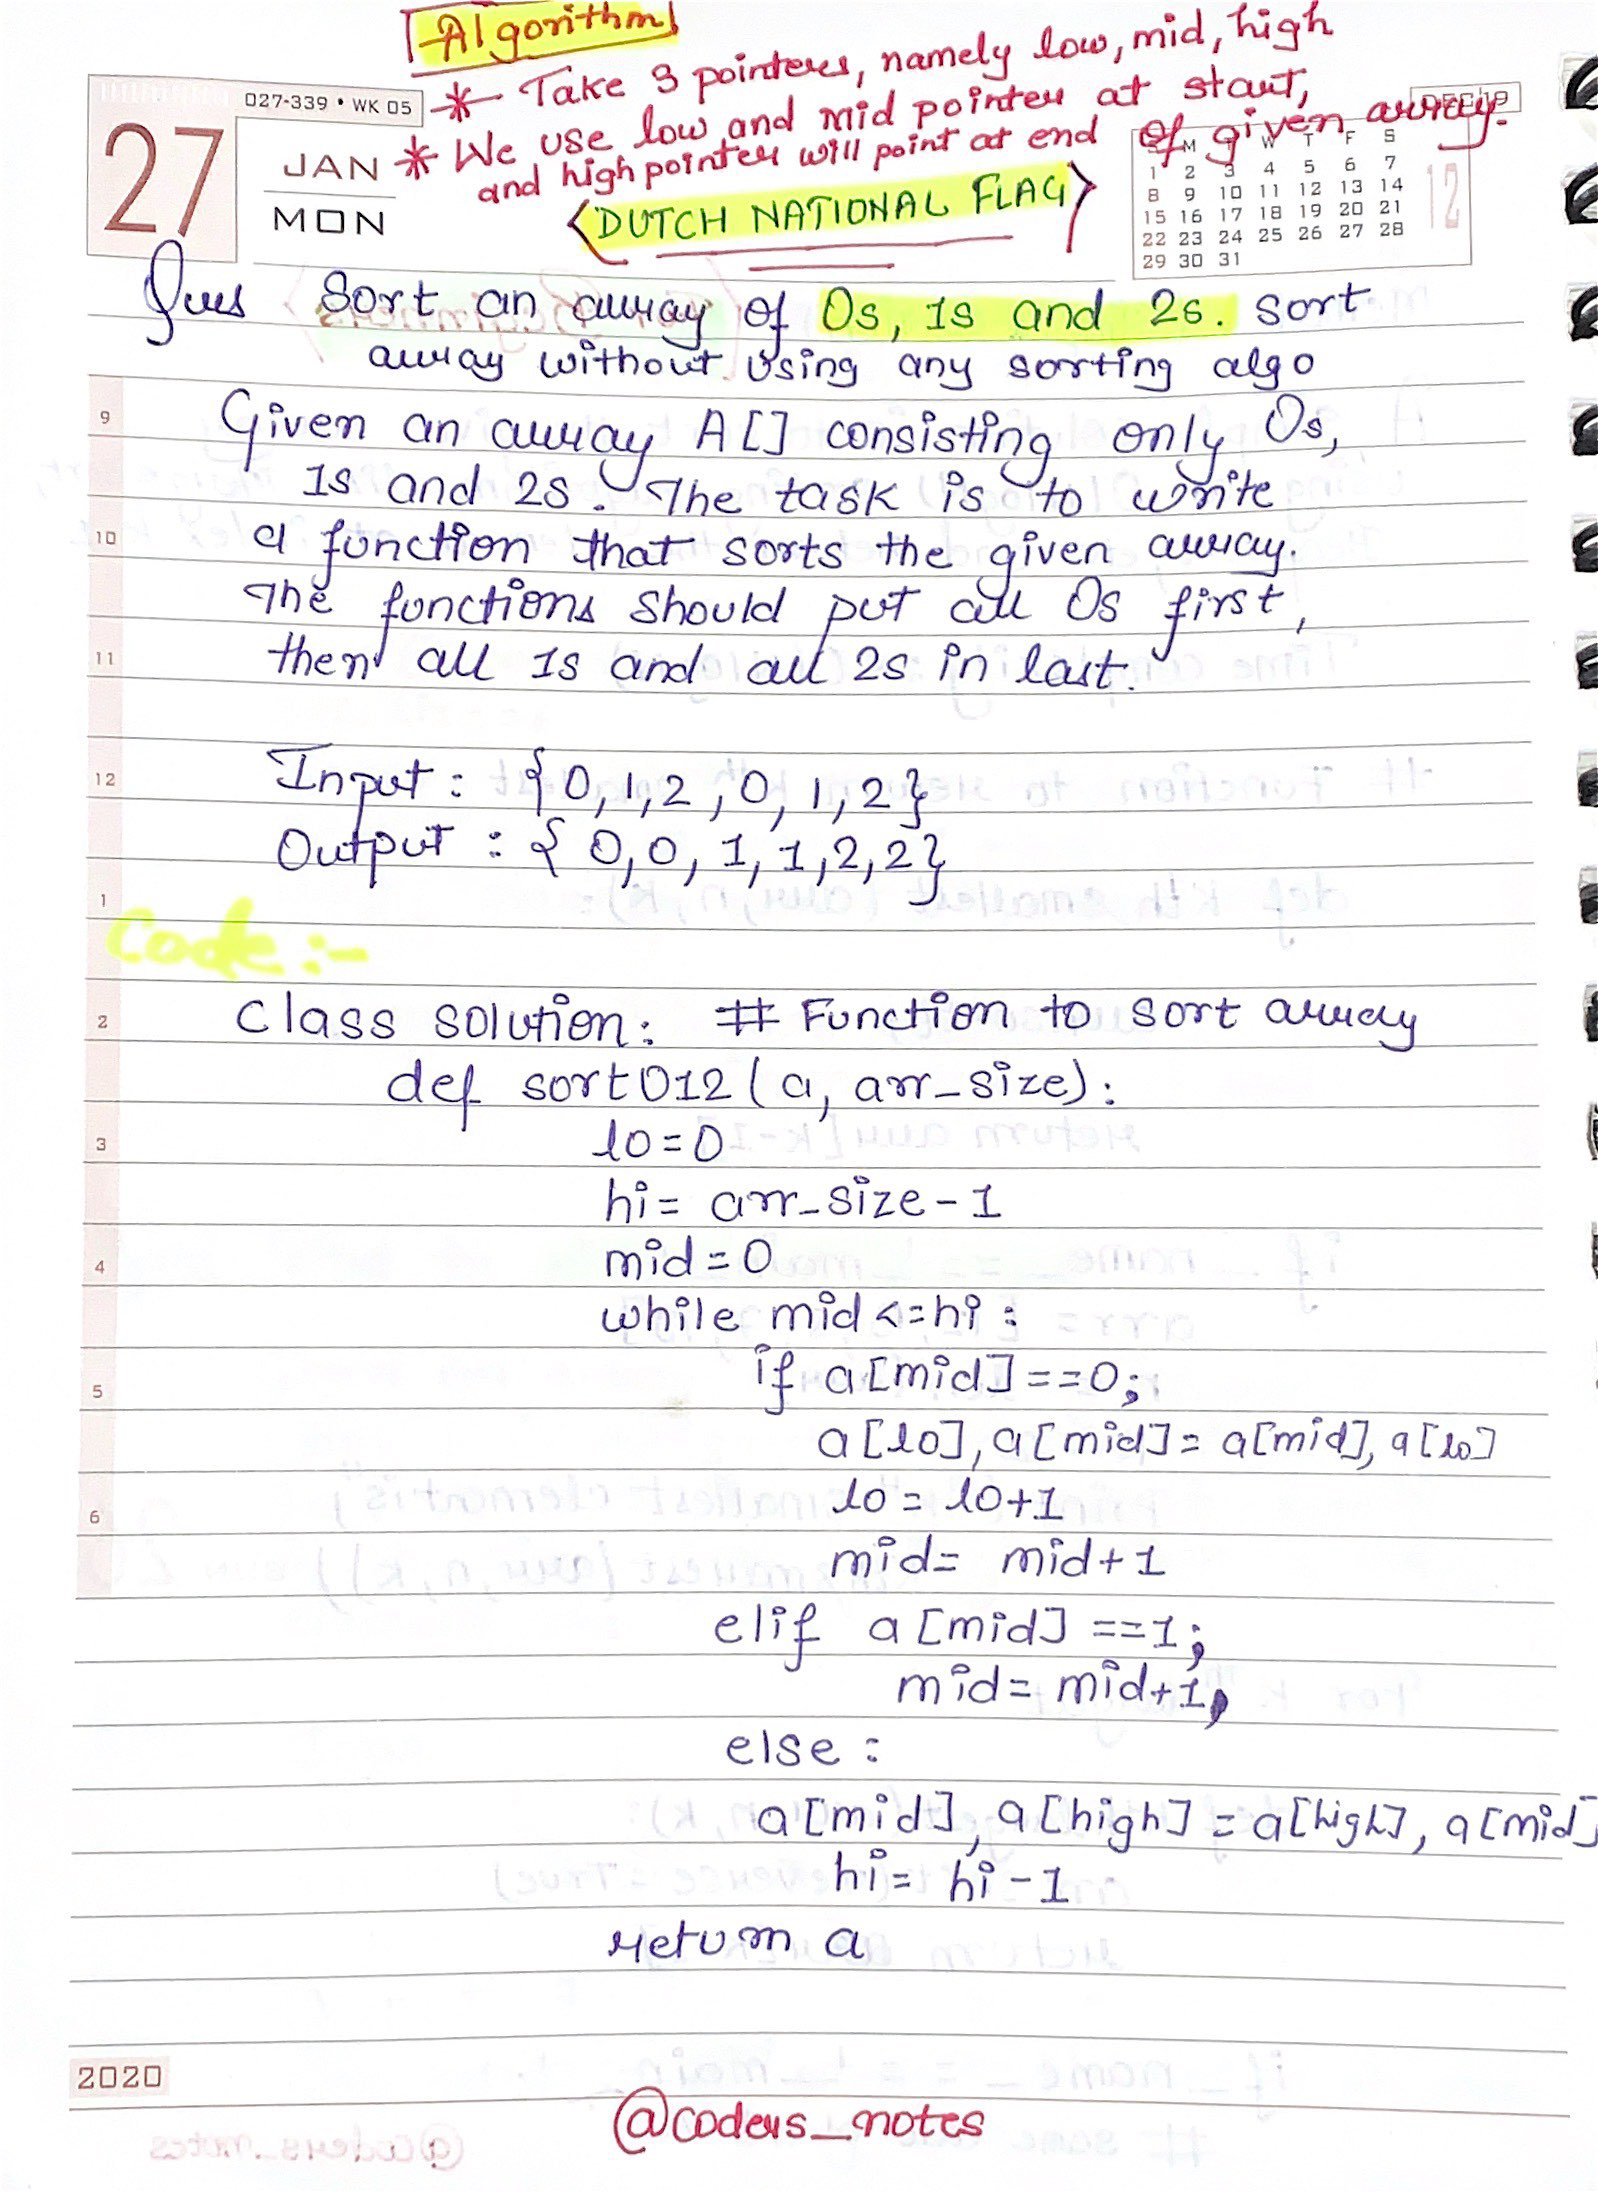 Algorithm
* Take 3 pointers, namely low, mid, high
* We use low and mid pointer at start,
and high pointer will point at end of given array.
027-339 • WK 05
27
JAN
MON
DEC 19
S M T W T F S
1 2 3 4 5 6 7
8 9 10 11 12 13 14
15 16 17 18 19 20 21
22 23 24 25 26 27 28
29 30 31
12
DUTCH NATIONAL FLAG
Ques Sort an array of 0s, 1s and 2s. Sort
array without using any sorting algo
9
Given an array A[] consisting only 0s,
1s and 2s. The task is to write
10
a function that sorts the given array.
The functions should put all 0s first,
11
then all 1s and all 2s in last.
12
Input : {0,1,2,0,1,2}
Output : {0,0,1,1,2,2}
1
Code:-
2
class solution: # Function to sort array
def sort012(a, arr_size):
3
lo=0
hi= arr_size-1
4
mid=0
while mid<=hi:
5
if a[mid]==0;
a[lo], a[mid]= a[mid], a[lo]
6
lo = lo+1
mid= mid+1
elif a[mid]==1;
mid= mid+1,
else:
a[mid], a[high] = a[high], a[mid]
hi= hi-1
return a
2020
@coders_notes